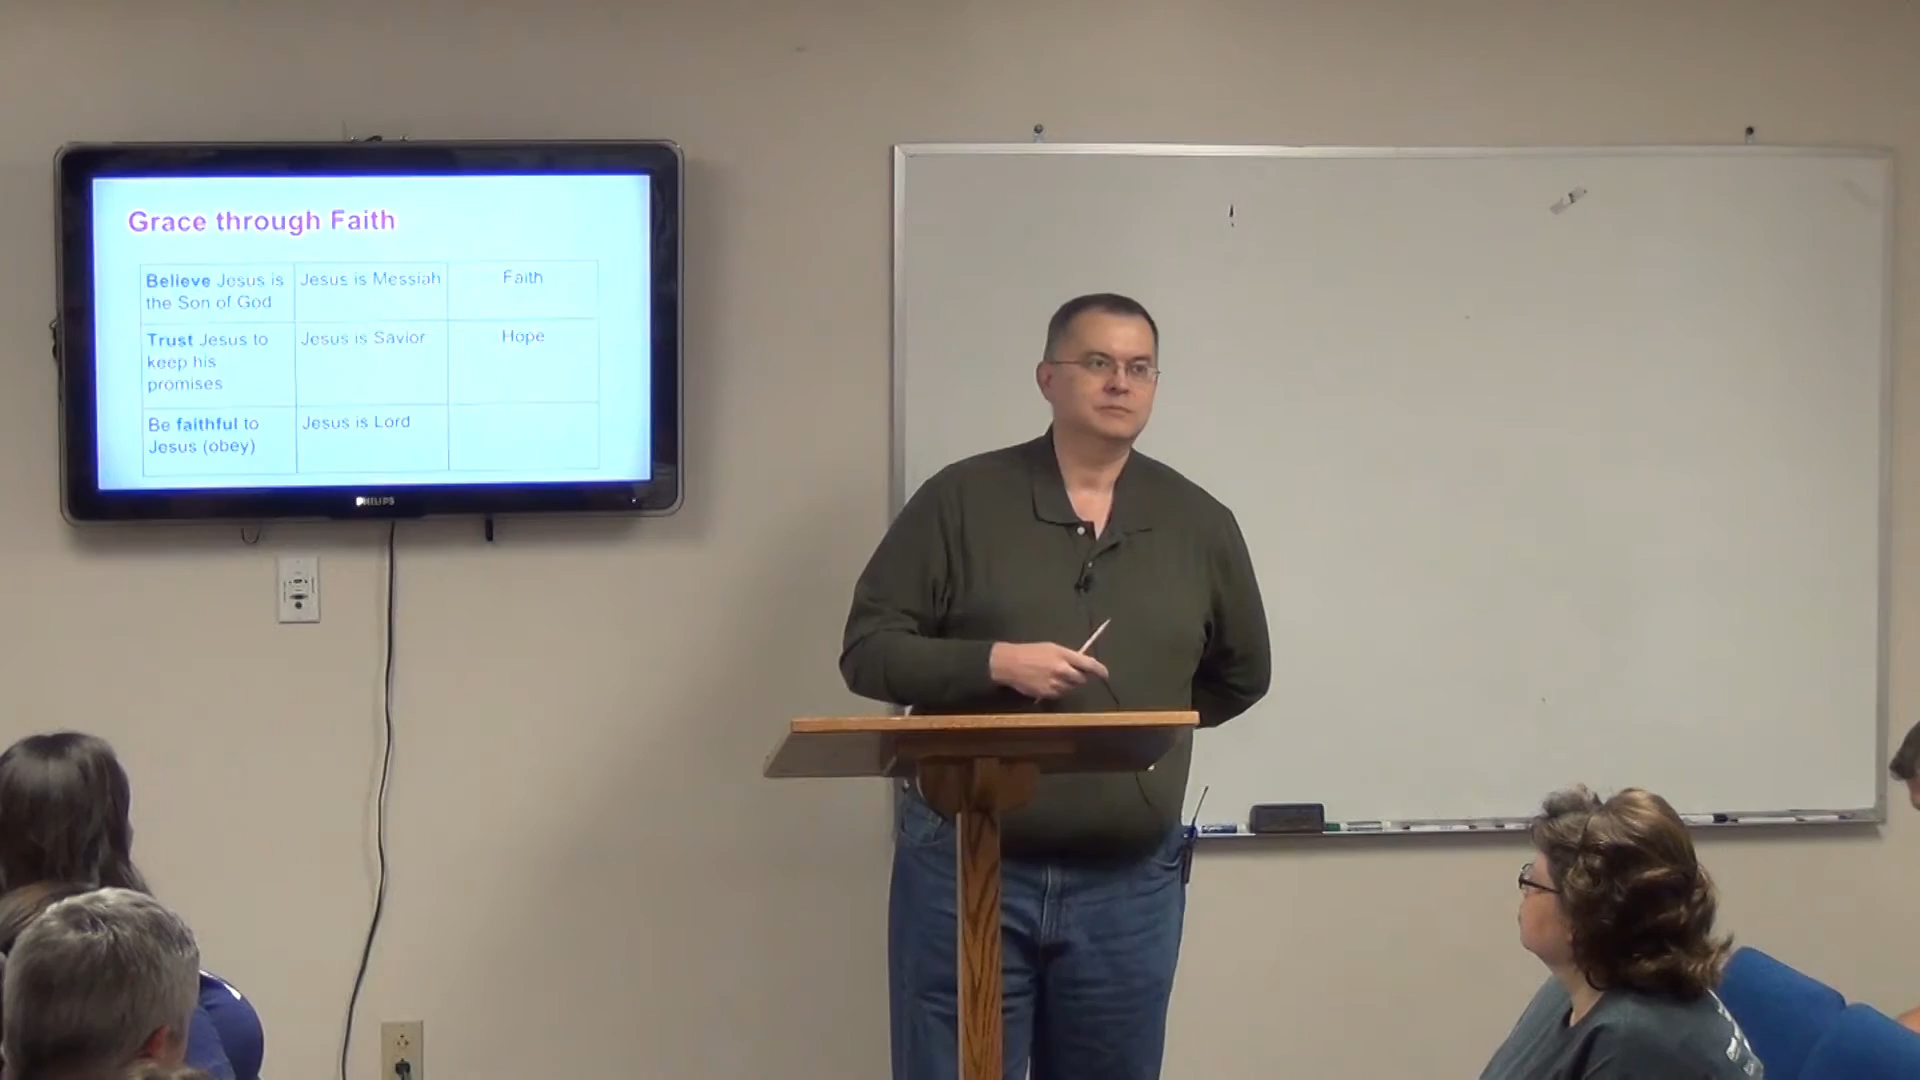 Grace through Faith
Believe Jesus is
the Son of God
Jesus is Messiah
Faith
Trust Jesus to
keep his
promises
Jesus is Savior
Hope
Be faithful to
Jesus (obey)
Jesus is Lord
PHILIPS